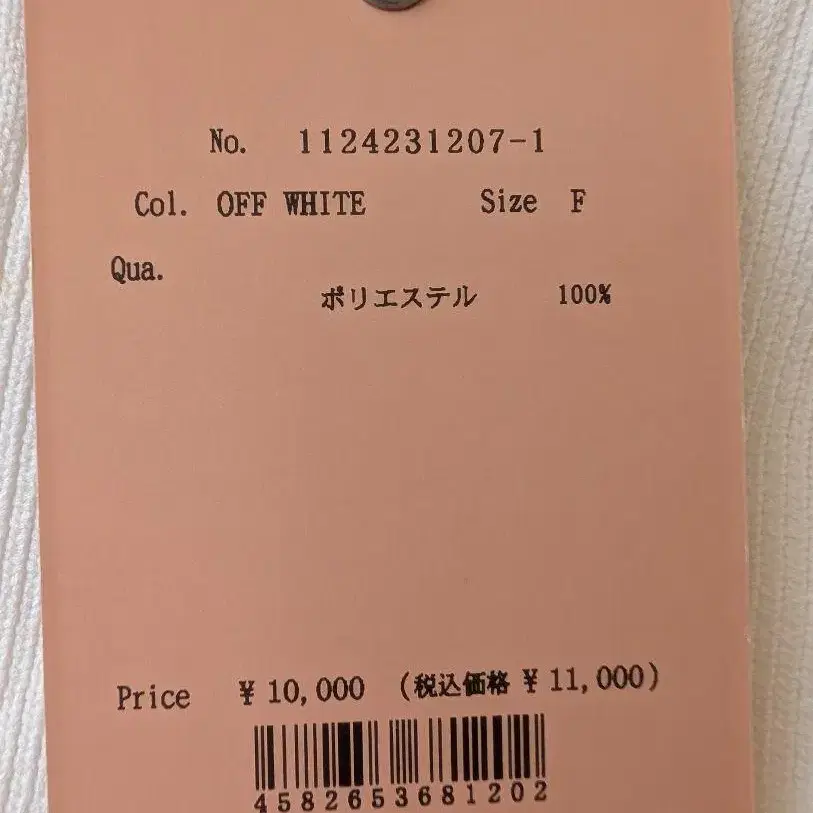 No. 1124231207-1
Col. OFF WHITE Size F
Qua.
ポリエステル 100%
Price ¥ 10,000 (税込価格 ¥ 11,000)
4582653681202